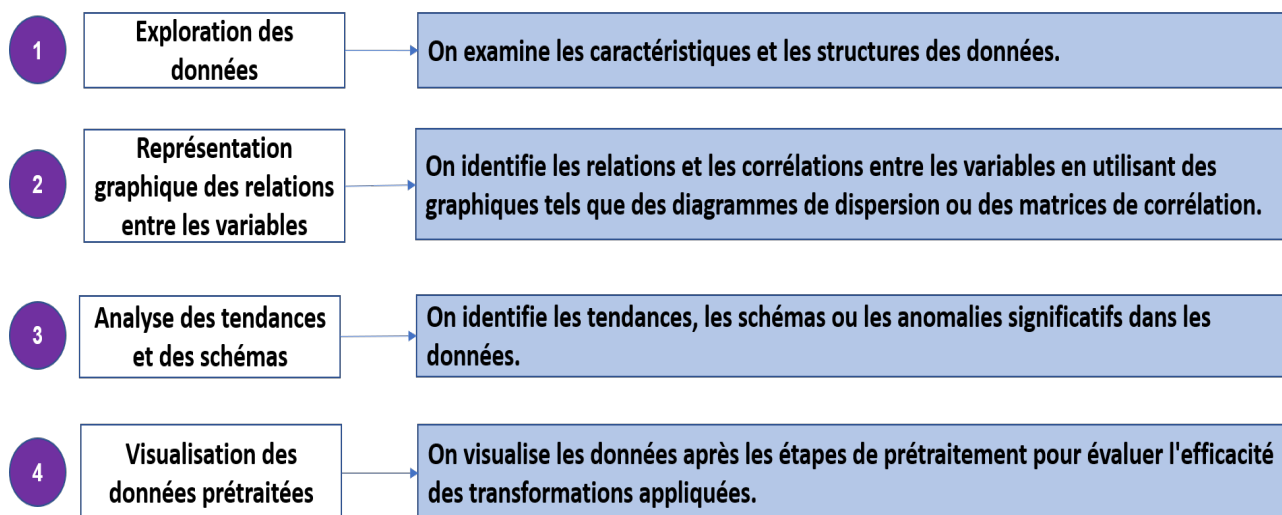 1
Exploration des
données
On examine les caractéristiques et les structures des données.
2
Représentation
graphique des relations
entre les variables
On identifie les relations et les corrélations entre les variables en utilisant des
graphiques tels que des diagrammes de dispersion ou des matrices de corrélation.
3
Analyse des tendances
et des schémas
On identifie les tendances, les schémas ou les anomalies significatifs dans les
données.
4
Visualisation des
données prétraitées
On visualise les données après les étapes de prétraitement pour évaluer l'efficacité
des transformations appliquées.